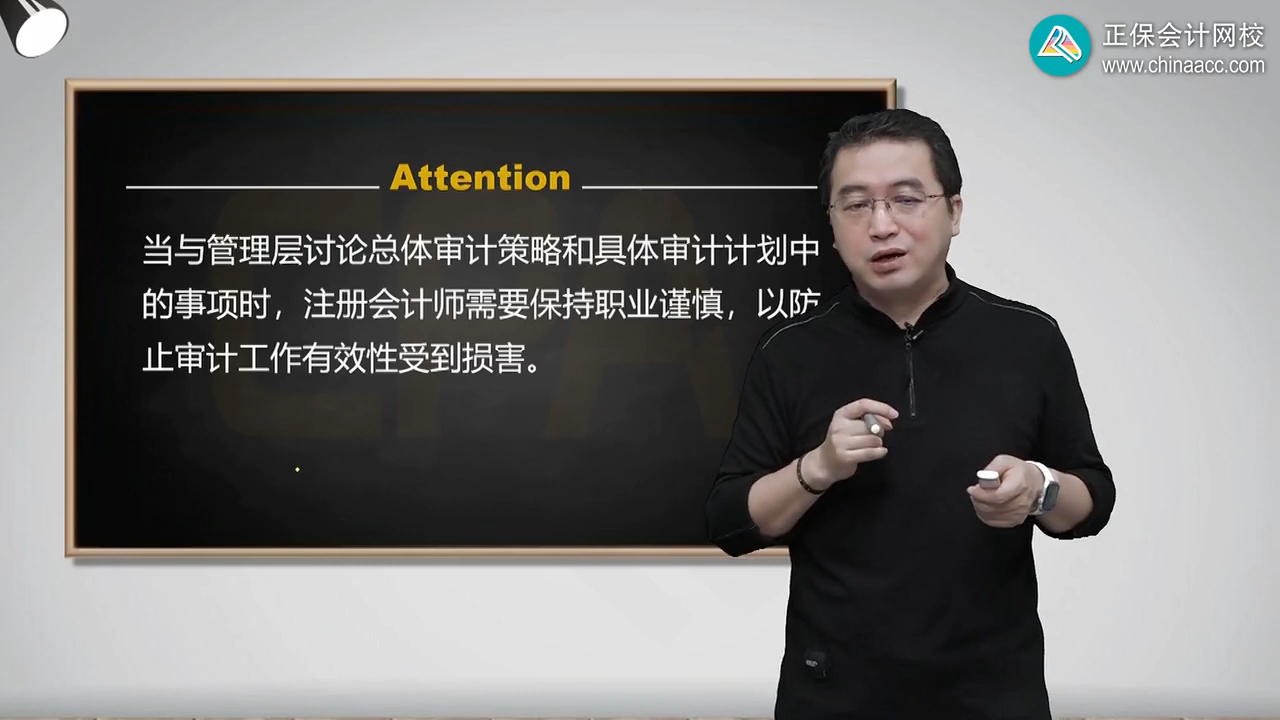 正保会计网校
www.chinaacc.com
Attention
当与管理层讨论总体审计策略和具体审计计划中
的事项时，注册会计师需要保持职业谨慎，以防
止审计工作有效性受到损害。
CPA